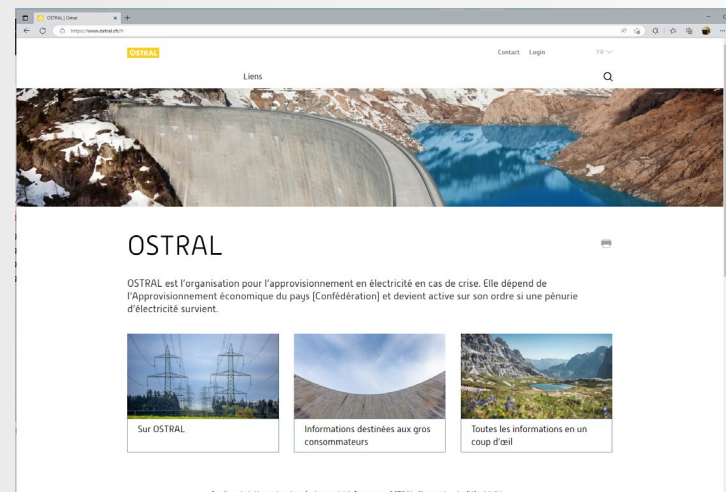 OSTRAL | Ostral
https://www.ostral.ch/fr
OSTRAL
Contact Login FR
Liens
OSTRAL
OSTRAL est l'organisation pour l'approvisionnement en électricité en cas de crise. Elle dépend de
l'Approvisionnement économique du pays (Confédération) et devient active sur son ordre si une pénurie
d'électricité survient.
Sur OSTRAL
Informations destinées aux gros
consommateurs
Toutes les informations en un
coup d'œil